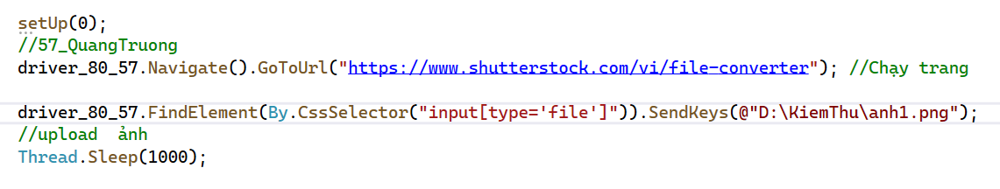 setUp(0);
//57_QuangTruong
driver_80_57.Navigate().GoToUrl("https://www.shutterstock.com/vi/file-converter"); //Chạy trang
driver_80_57.FindElement(By.CssSelector("input[type='file']")).SendKeys(@"D:\KiemThu\anh1.png");
//upload  ảnh
Thread.Sleep(1000);